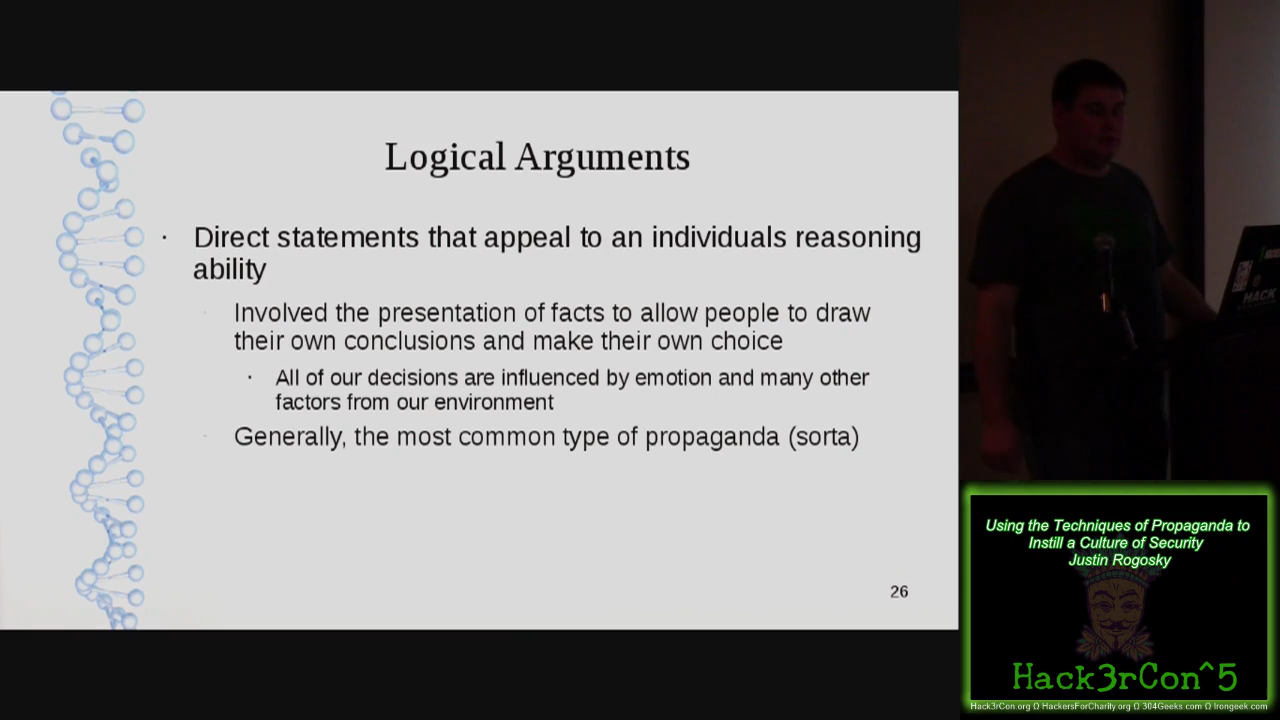 Logical Arguments
· Direct statements that appeal to an individuals reasoning
ability
· Involved the presentation of facts to allow people to draw
their own conclusions and make their own choice
· All of our decisions are influenced by emotion and many other
factors from our environment
· Generally, the most common type of propaganda (sorta)
26
HACK
Using the Techniques of Propaganda to
Instill a Culture of Security
Justin Rogosky
Hack3rCon^5
Hack3rCon.org Ω HackersForCharity.org Ω 304Geeks.com Ω Irongeek.com